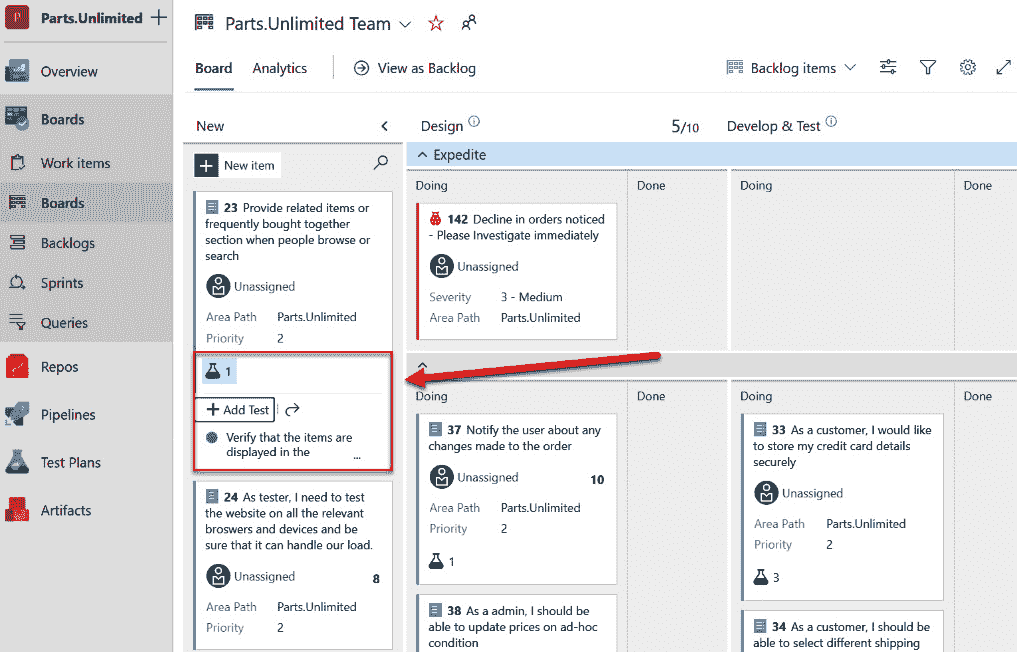 Parts.Unlimited
Overview
Boards
Work items
Boards
Backlogs
Sprints
Queries
Repos
Pipelines
Test Plans
Artifacts
Parts.Unlimited Team
Board Analytics View as Backlog Backlog items
New
New item
23 Provide related items or
frequently bought together
section when people browse or
search
Unassigned
Area Path Parts.Unlimited
Priority 2
1
+ Add Test
Verify that the items are
displayed in the ...
24 As tester, I need to test
the website on all the relevant
broswers and devices and be
sure that it can handle our load.
Unassigned 8
Area Path Parts.Unlimited
Priority 2
Design 5/10
Expedite
Doing Done
142 Decline in orders noticed
- Please Investigate immediately
Unassigned
Severity 3 - Medium
Area Path Parts.Unlimited
Doing Done
37 Notify the user about any
changes made to the order
Unassigned 10
Area Path Parts.Unlimited
Priority 2
1
38 As a admin, I should be
able to update prices on ad-hoc
condition
Develop & Test
Doing Done
Doing Done
33 As a customer, I would like
to store my credit card details
securely
Unassigned
Area Path Parts.Unlimited
Priority 2
3
34 As a customer, I should be
able to select different shipping